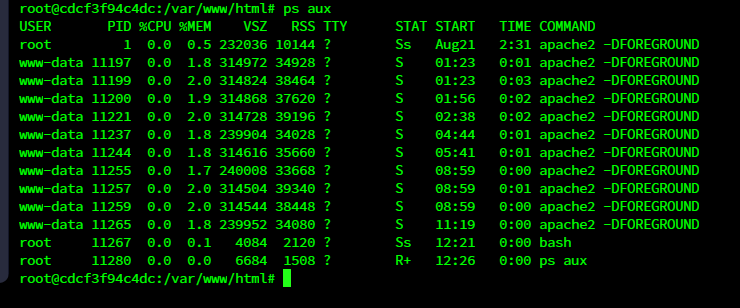 root@cdcf3f94c4dc:/var/www/html# ps aux
USER       PID %CPU %MEM    VSZ   RSS TTY      STAT START   TIME COMMAND
root         1  0.0  0.5 232036 10144 ?        Ss   Aug21   2:31 apache2 -DFOREGROUND
www-data 11197  0.0  1.8 314972 34928 ?        S    01:23   0:01 apache2 -DFOREGROUND
www-data 11199  0.0  2.0 314824 38464 ?        S    01:23   0:03 apache2 -DFOREGROUND
www-data 11200  0.0  1.9 314868 37620 ?        S    01:56   0:02 apache2 -DFOREGROUND
www-data 11221  0.0  2.0 314728 39196 ?        S    02:38   0:02 apache2 -DFOREGROUND
www-data 11237  0.0  1.8 239904 34028 ?        S    04:44   0:01 apache2 -DFOREGROUND
www-data 11244  0.0  1.8 314616 35660 ?        S    05:41   0:01 apache2 -DFOREGROUND
www-data 11255  0.0  1.7 240008 33668 ?        S    08:59   0:00 apache2 -DFOREGROUND
www-data 11257  0.0  2.0 314504 39340 ?        S    08:59   0:01 apache2 -DFOREGROUND
www-data 11259  0.0  2.0 314544 38448 ?        S    08:59   0:00 apache2 -DFOREGROUND
www-data 11265  0.0  1.8 239952 34080 ?        S    11:19   0:00 apache2 -DFOREGROUND
root     11267  0.0  0.1   4084  2120 ?        Ss   12:21   0:00 bash
root     11280  0.0  0.0   6684  1508 ?        R+   12:26   0:00 ps aux
root@cdcf3f94c4dc:/var/www/html#